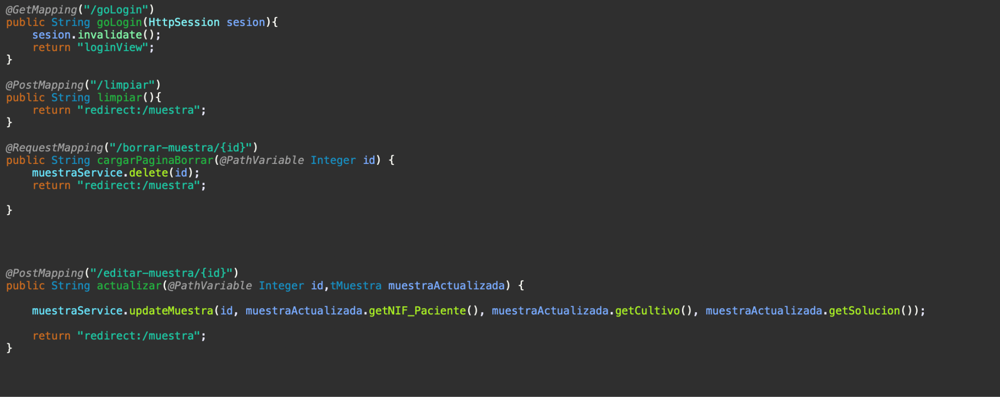 @GetMapping("/goLogin")
public String goLogin(HttpSession sesion){
    sesion.invalidate();
    return "loginView";
}
@PostMapping("/limpiar")
public String limpiar(){
    return "redirect:/muestra";
}
@RequestMapping("/borrar-muestra/{id}")
public String cargarPaginaBorrar(@PathVariable Integer id) {
    muestraService.delete(id);
    return "redirect:/muestra";
}
@PostMapping("/editar-muestra/{id}")
public String actualizar(@PathVariable Integer id,tMuestra muestraActualizada) {
    muestraService.updateMuestra(id, muestraActualizada.getNIF_Paciente(), muestraActualizada.getCultivo(), muestraActualizada.getSolucion());
    return "redirect:/muestra";
}